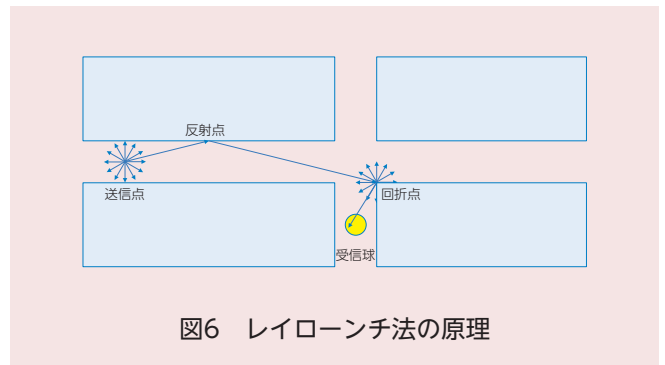 反射点
送信点
回折点
受信球
図6　レイローンチ法の原理